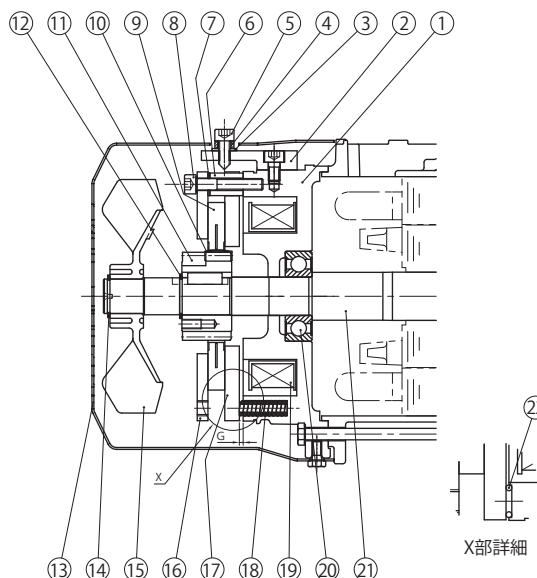 ⑫ ⑪ ⑩ ⑨ ⑧ ⑦ ⑥ ⑤ ④ ③ ② ①
G
X
⑬ ⑭ ⑮ ⑯ ⑰ ⑱ ⑲ ⑳ ㉑
X部詳細